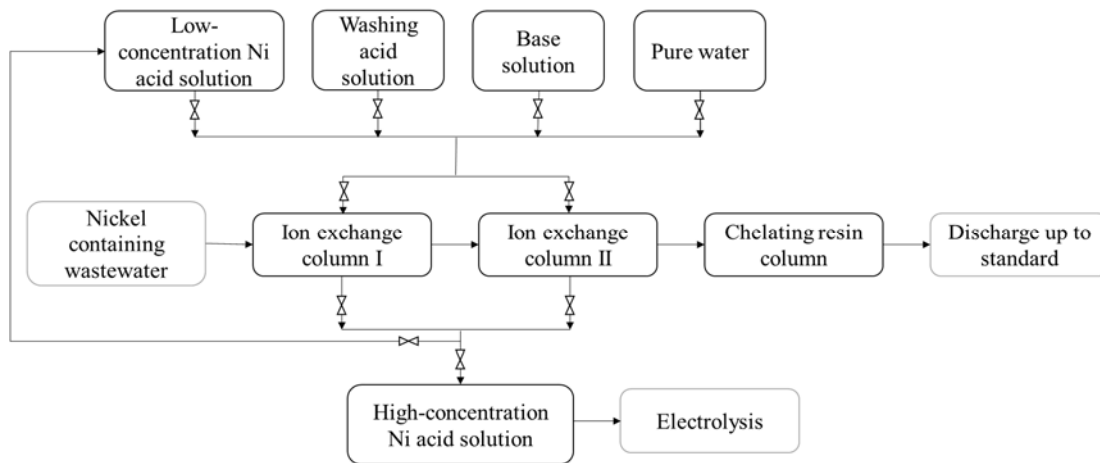 Low-
concentration Ni
acid solution
Washing
acid
solution
Base
solution
Pure water
Nickel
containing
wastewater
Ion exchange
column I
Ion exchange
column II
Chelating resin
column
Discharge up to
standard
High-concentration
Ni acid solution
Electrolysis